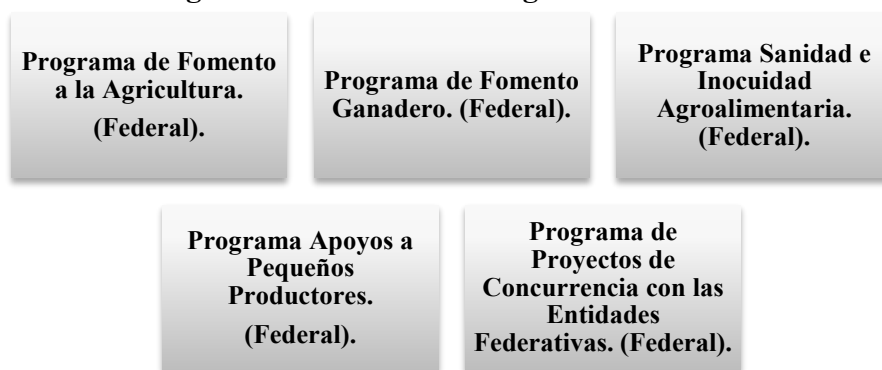 Programa de Fomento
a la Agricultura.
(Federal).
Programa de Fomento
Ganadero. (Federal).
Programa Sanidad e
Inocuidad
Agroalimentaria.
(Federal).
Programa Apoyos a
Pequeños
Productores.
(Federal).
Programa de
Proyectos de
Concurrencia con las
Entidades
Federativas. (Federal).